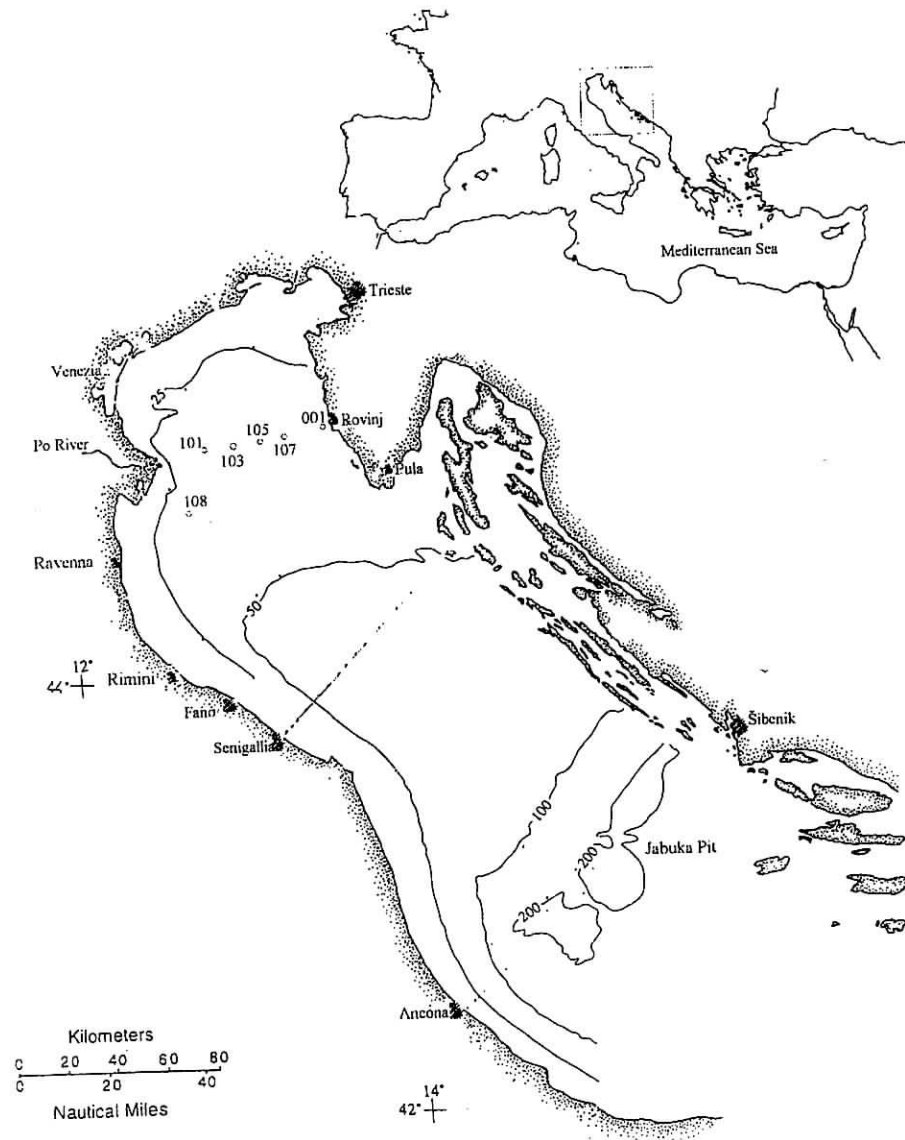 Mediterranean Sea
Trieste
Venezia
25
001
Rovinj
101
105
103
107
Po River
Pula
108
Ravenna
50
12°
44°
Rimini
Fano
Senigallia
Šibenik
100
200
Jabuka Pit
200
Ancona
Kilometers
0 20 40 60 80
0 20 40
Nautical Miles
14°
42°